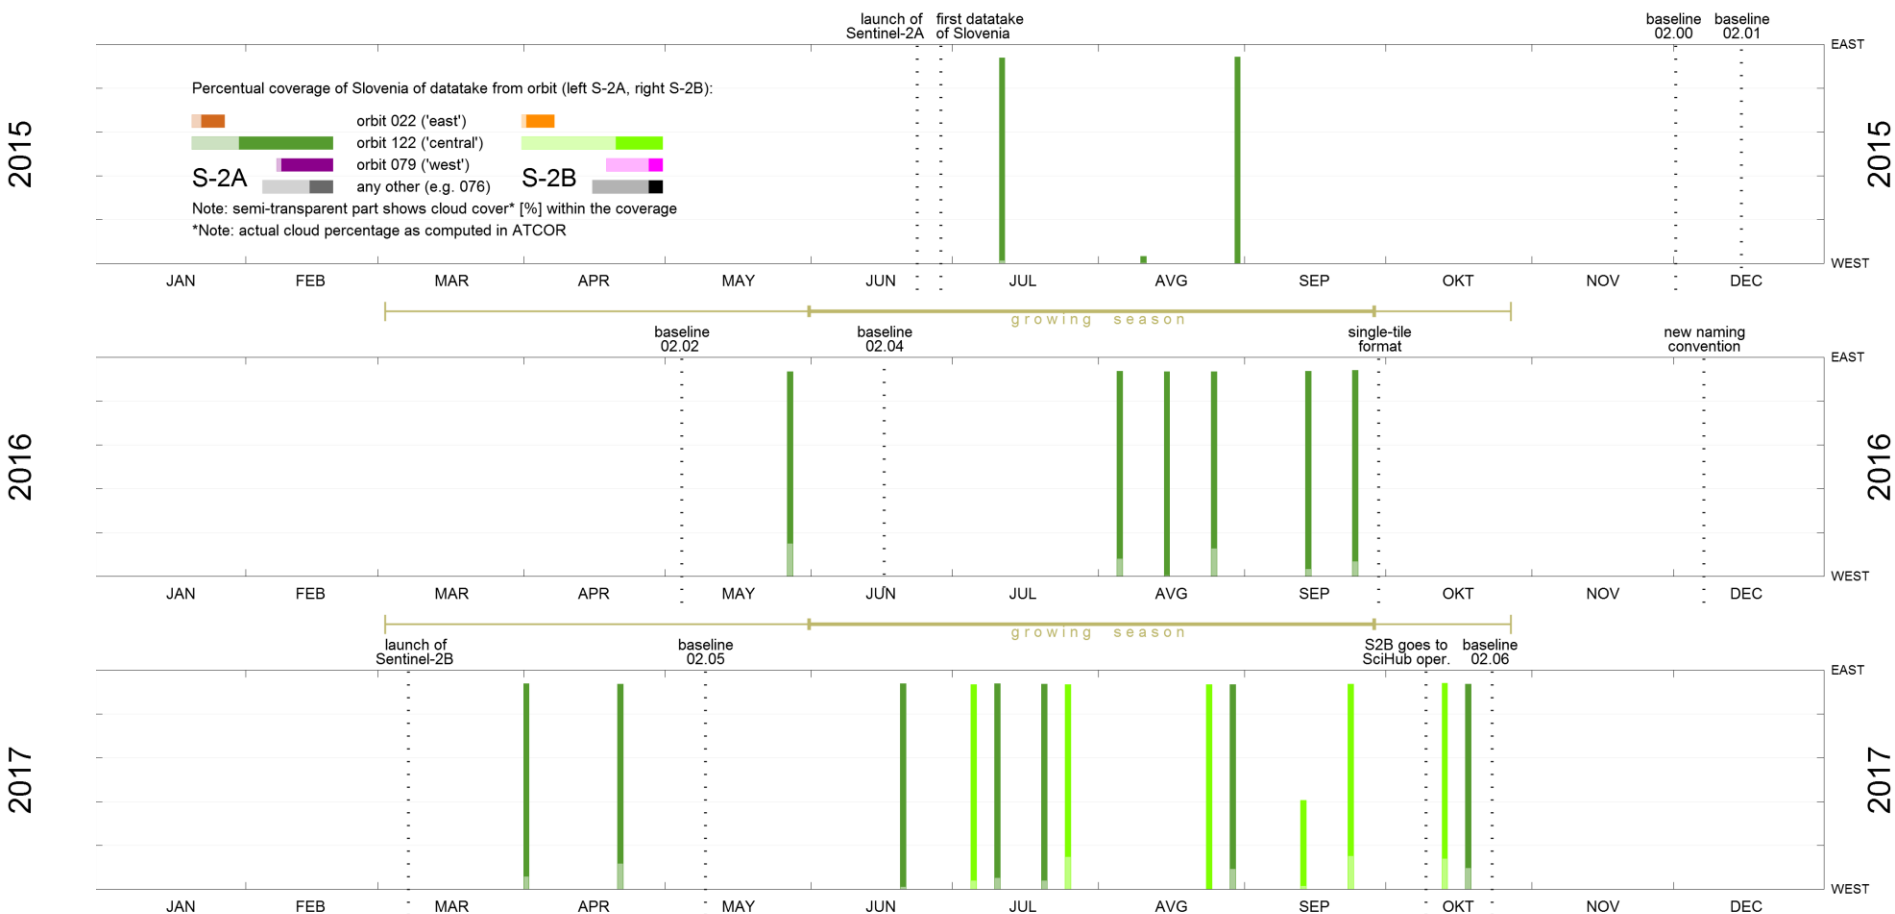 launch of first datatake baseline baseline
Sentinel-2A of Slovenia 02.00 02.01
EAST
Percentual coverage of Slovenia of datatake from orbit (left S-2A, right S-2B):
orbit 022 ('east')
orbit 122 ('central')
orbit 079 ('west')
S-2A any other (e.g. 076) S-2B
Note: semi-transparent part shows cloud cover* [%] within the coverage
*Note: actual cloud percentage as computed in ATCOR
2015 2015
WEST
JAN FEB MAR APR MAY JUN JUL AVG SEP OKT NOV DEC
growing season
baseline baseline single-tile new naming
02.02 02.04 format convention
EAST
2016 2016
WEST
JAN FEB MAR APR MAY JUN JUL AVG SEP OKT NOV DEC
growing season
launch of baseline S2B goes to baseline
Sentinel-2B 02.05 SciHub oper. 02.06
EAST
2017 2017
WEST
JAN FEB MAR APR MAY JUN JUL AVG SEP OKT NOV DEC